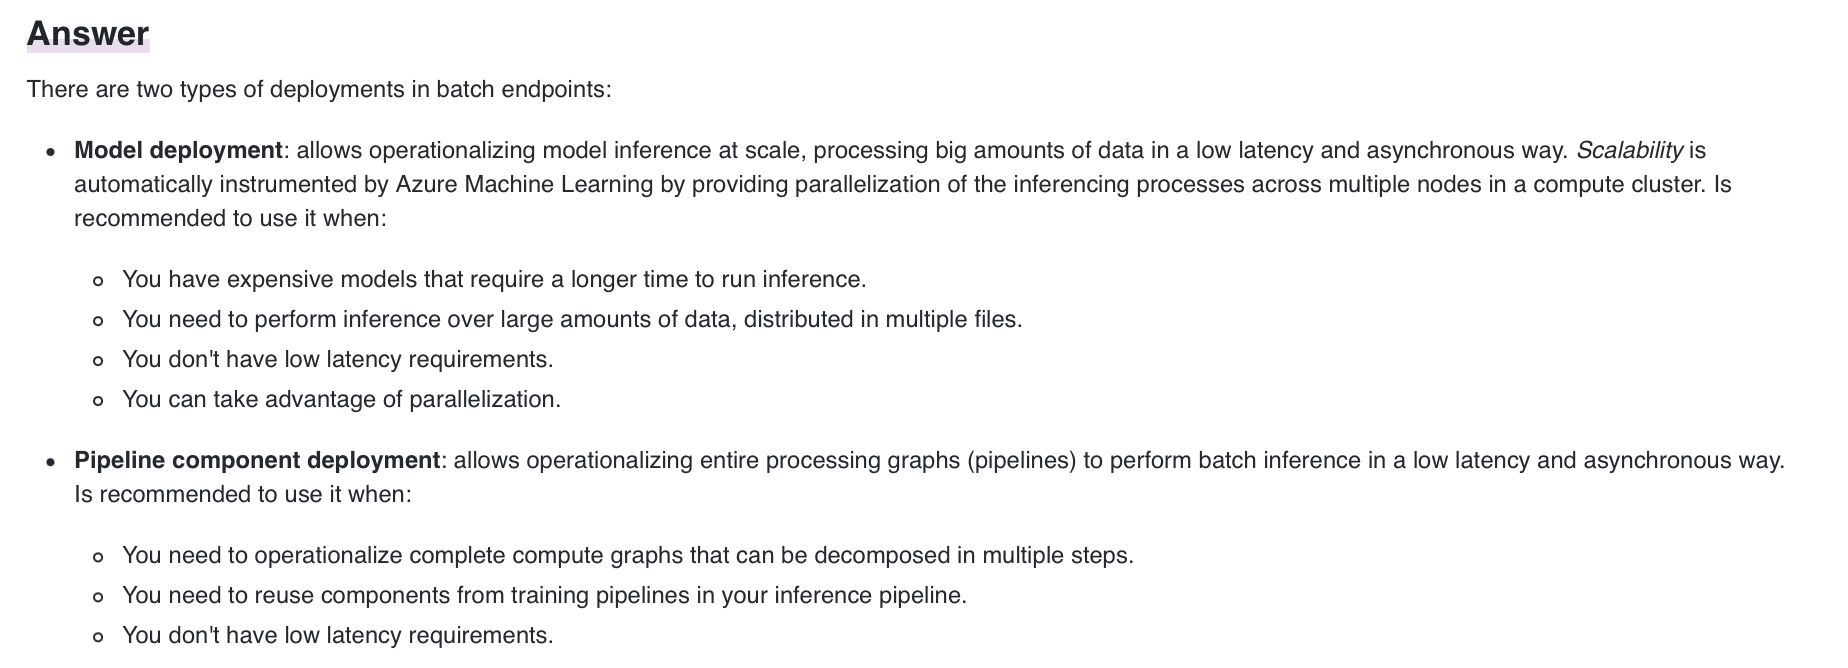 Answer
There are two types of deployments in batch endpoints:
• Model deployment: allows operationalizing model inference at scale, processing big amounts of data in a low latency and asynchronous way. Scalability is
automatically instrumented by Azure Machine Learning by providing parallelization of the inferencing processes across multiple nodes in a compute cluster. Is
recommended to use it when:
○ You have expensive models that require a longer time to run inference.
○ You need to perform inference over large amounts of data, distributed in multiple files.
○ You don't have low latency requirements.
○ You can take advantage of parallelization.
• Pipeline component deployment: allows operationalizing entire processing graphs (pipelines) to perform batch inference in a low latency and asynchronous way.
Is recommended to use it when:
○ You need to operationalize complete compute graphs that can be decomposed in multiple steps.
○ You need to reuse components from training pipelines in your inference pipeline.
○ You don't have low latency requirements.